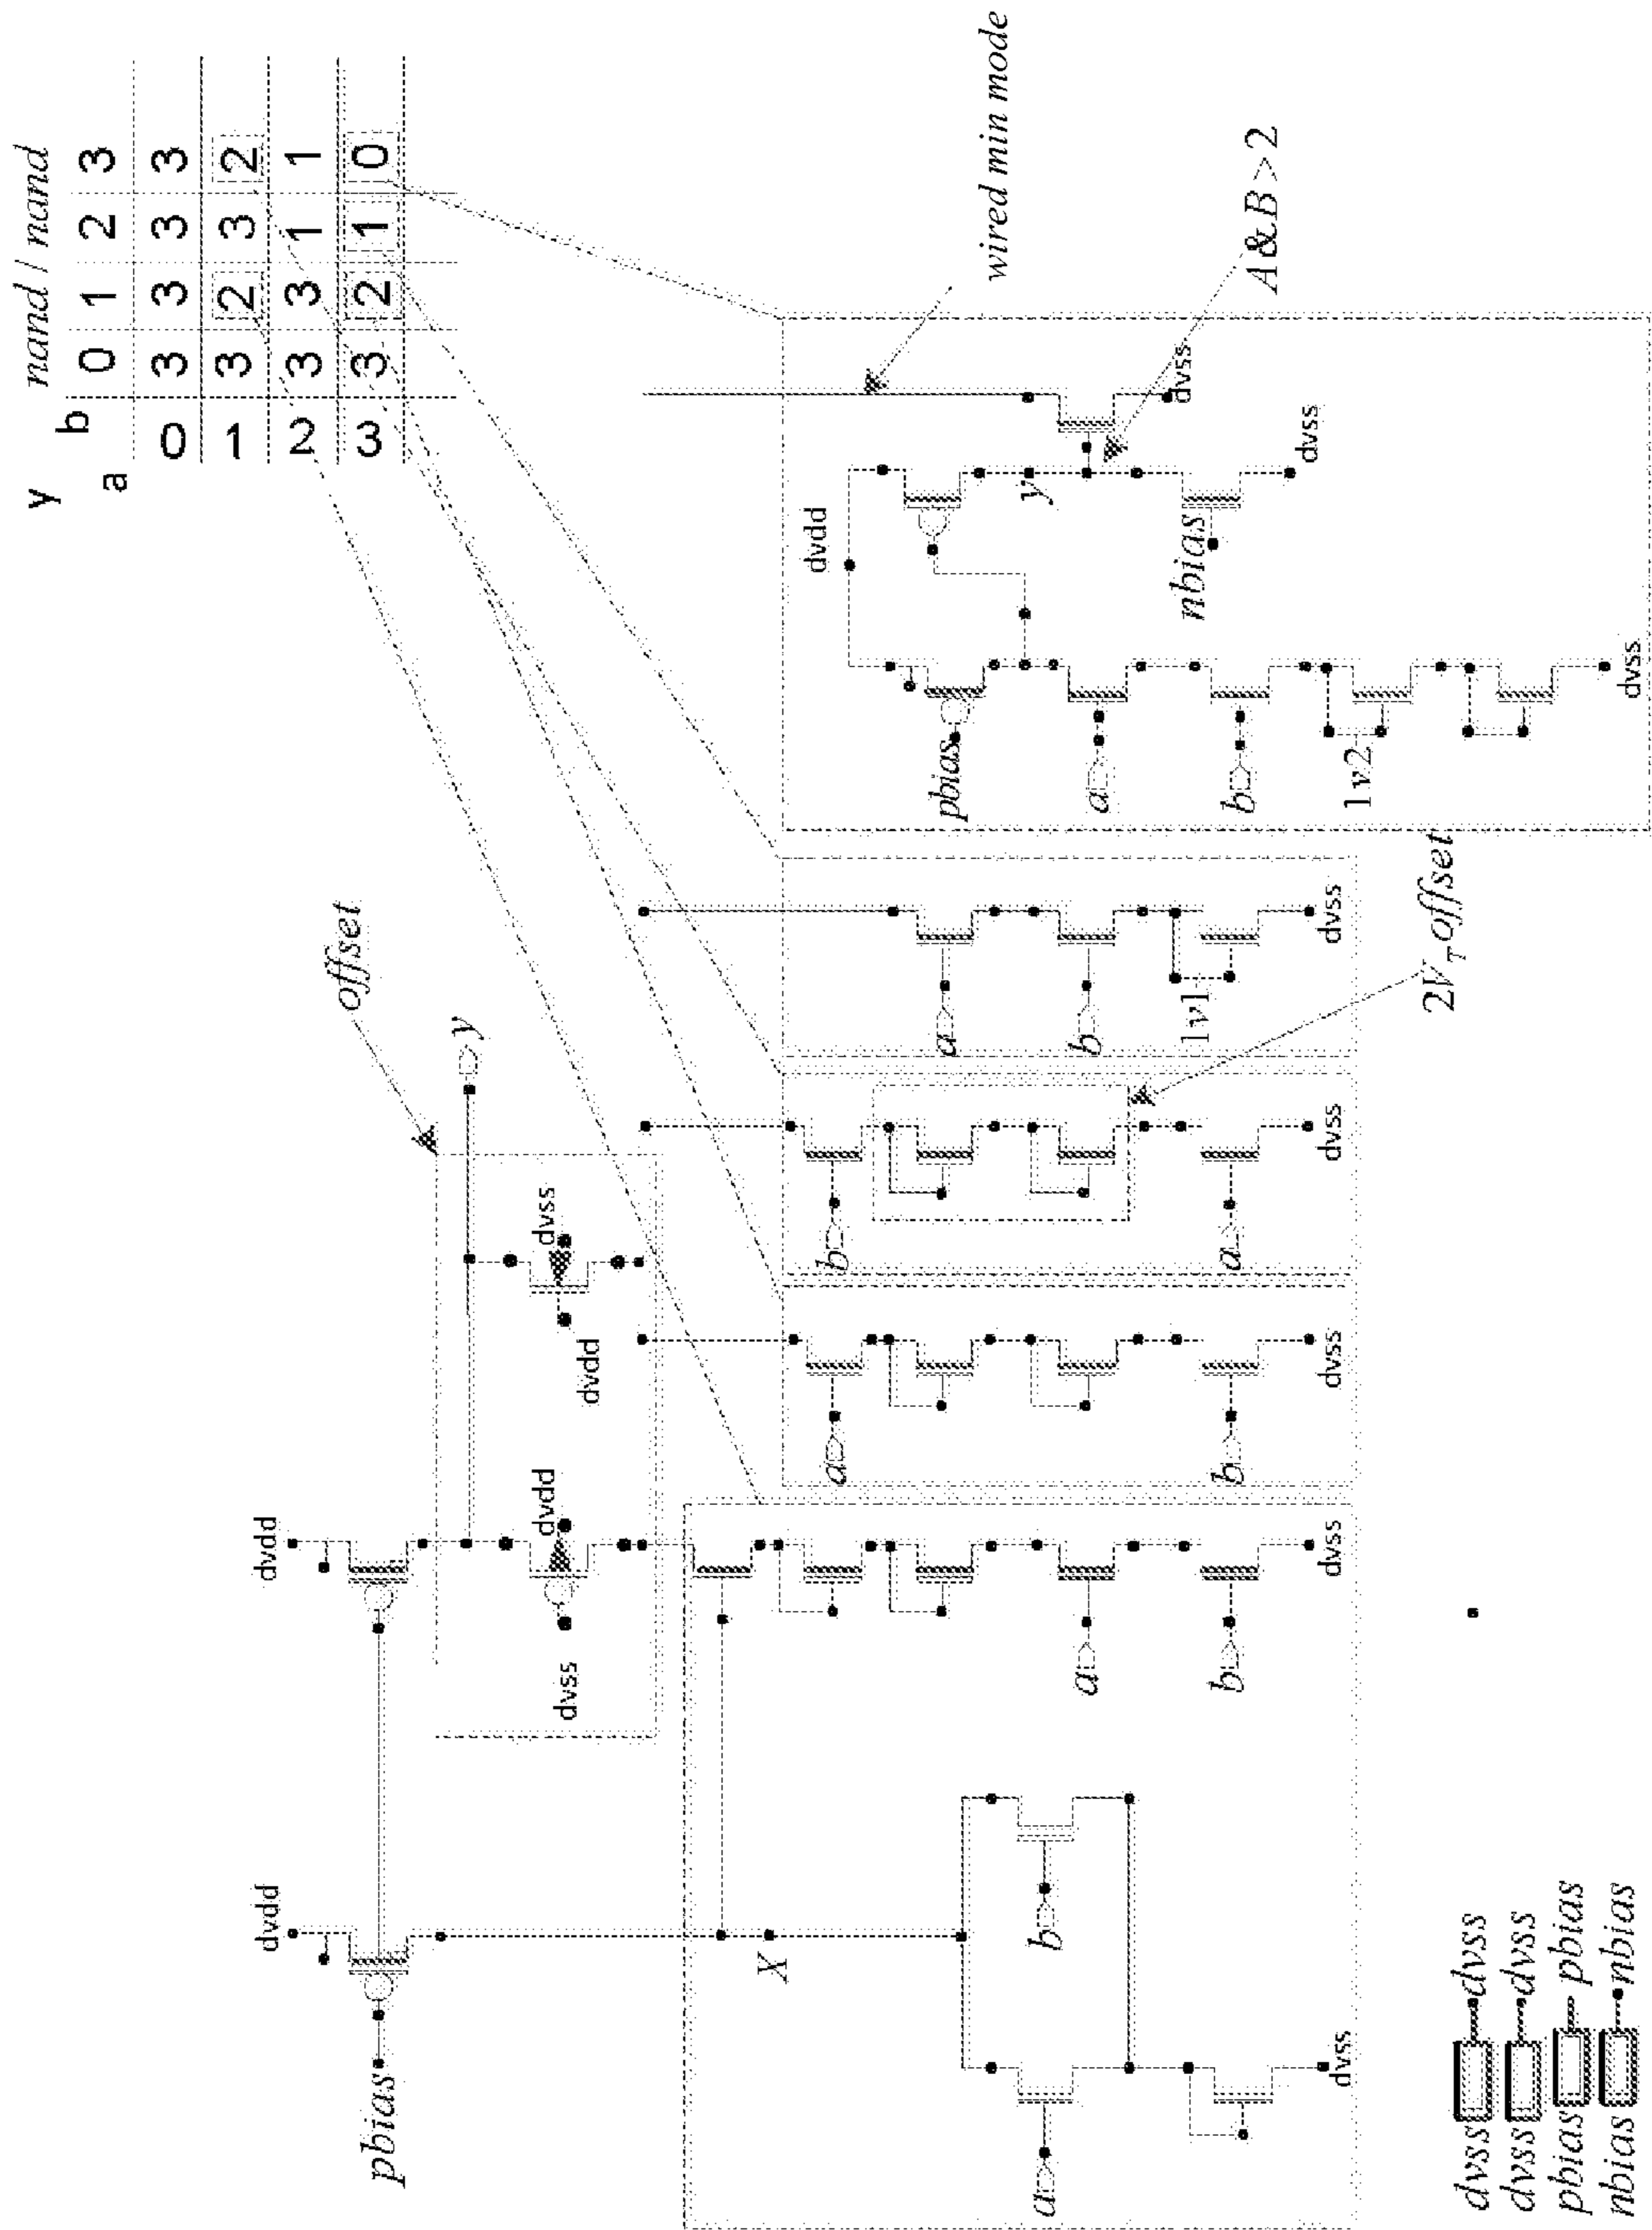 nand / nand
y b 0 1 2 3
a
0 3 3 3 3
1 3 2 3 2
2 3 3 1 1
3 3 2 1 0
offset
wired min mode
A&B >2
dvdd
dvdd
pbias
y
dvdd
dvss
dvss
dvdd
X
a
b
dvss
a
b
dvss
a
b
dvss
b
a
dvss
2V_T offset
a
b
1v1
dvss
dvdd
pbias
a
b
1v2
dvss
y
nbias
dvss
dvss
dvss dvss
dvss dvss
pbias pbias
nbias nbias